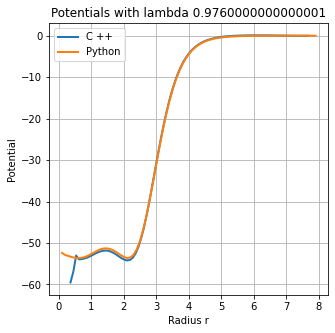 Potentials with lambda 0.9760000000000001
C ++
Python
0
−10
−20
−30
−40
−50
−60
Potential
0 1 2 3 4 5 6 7 8
Radius r